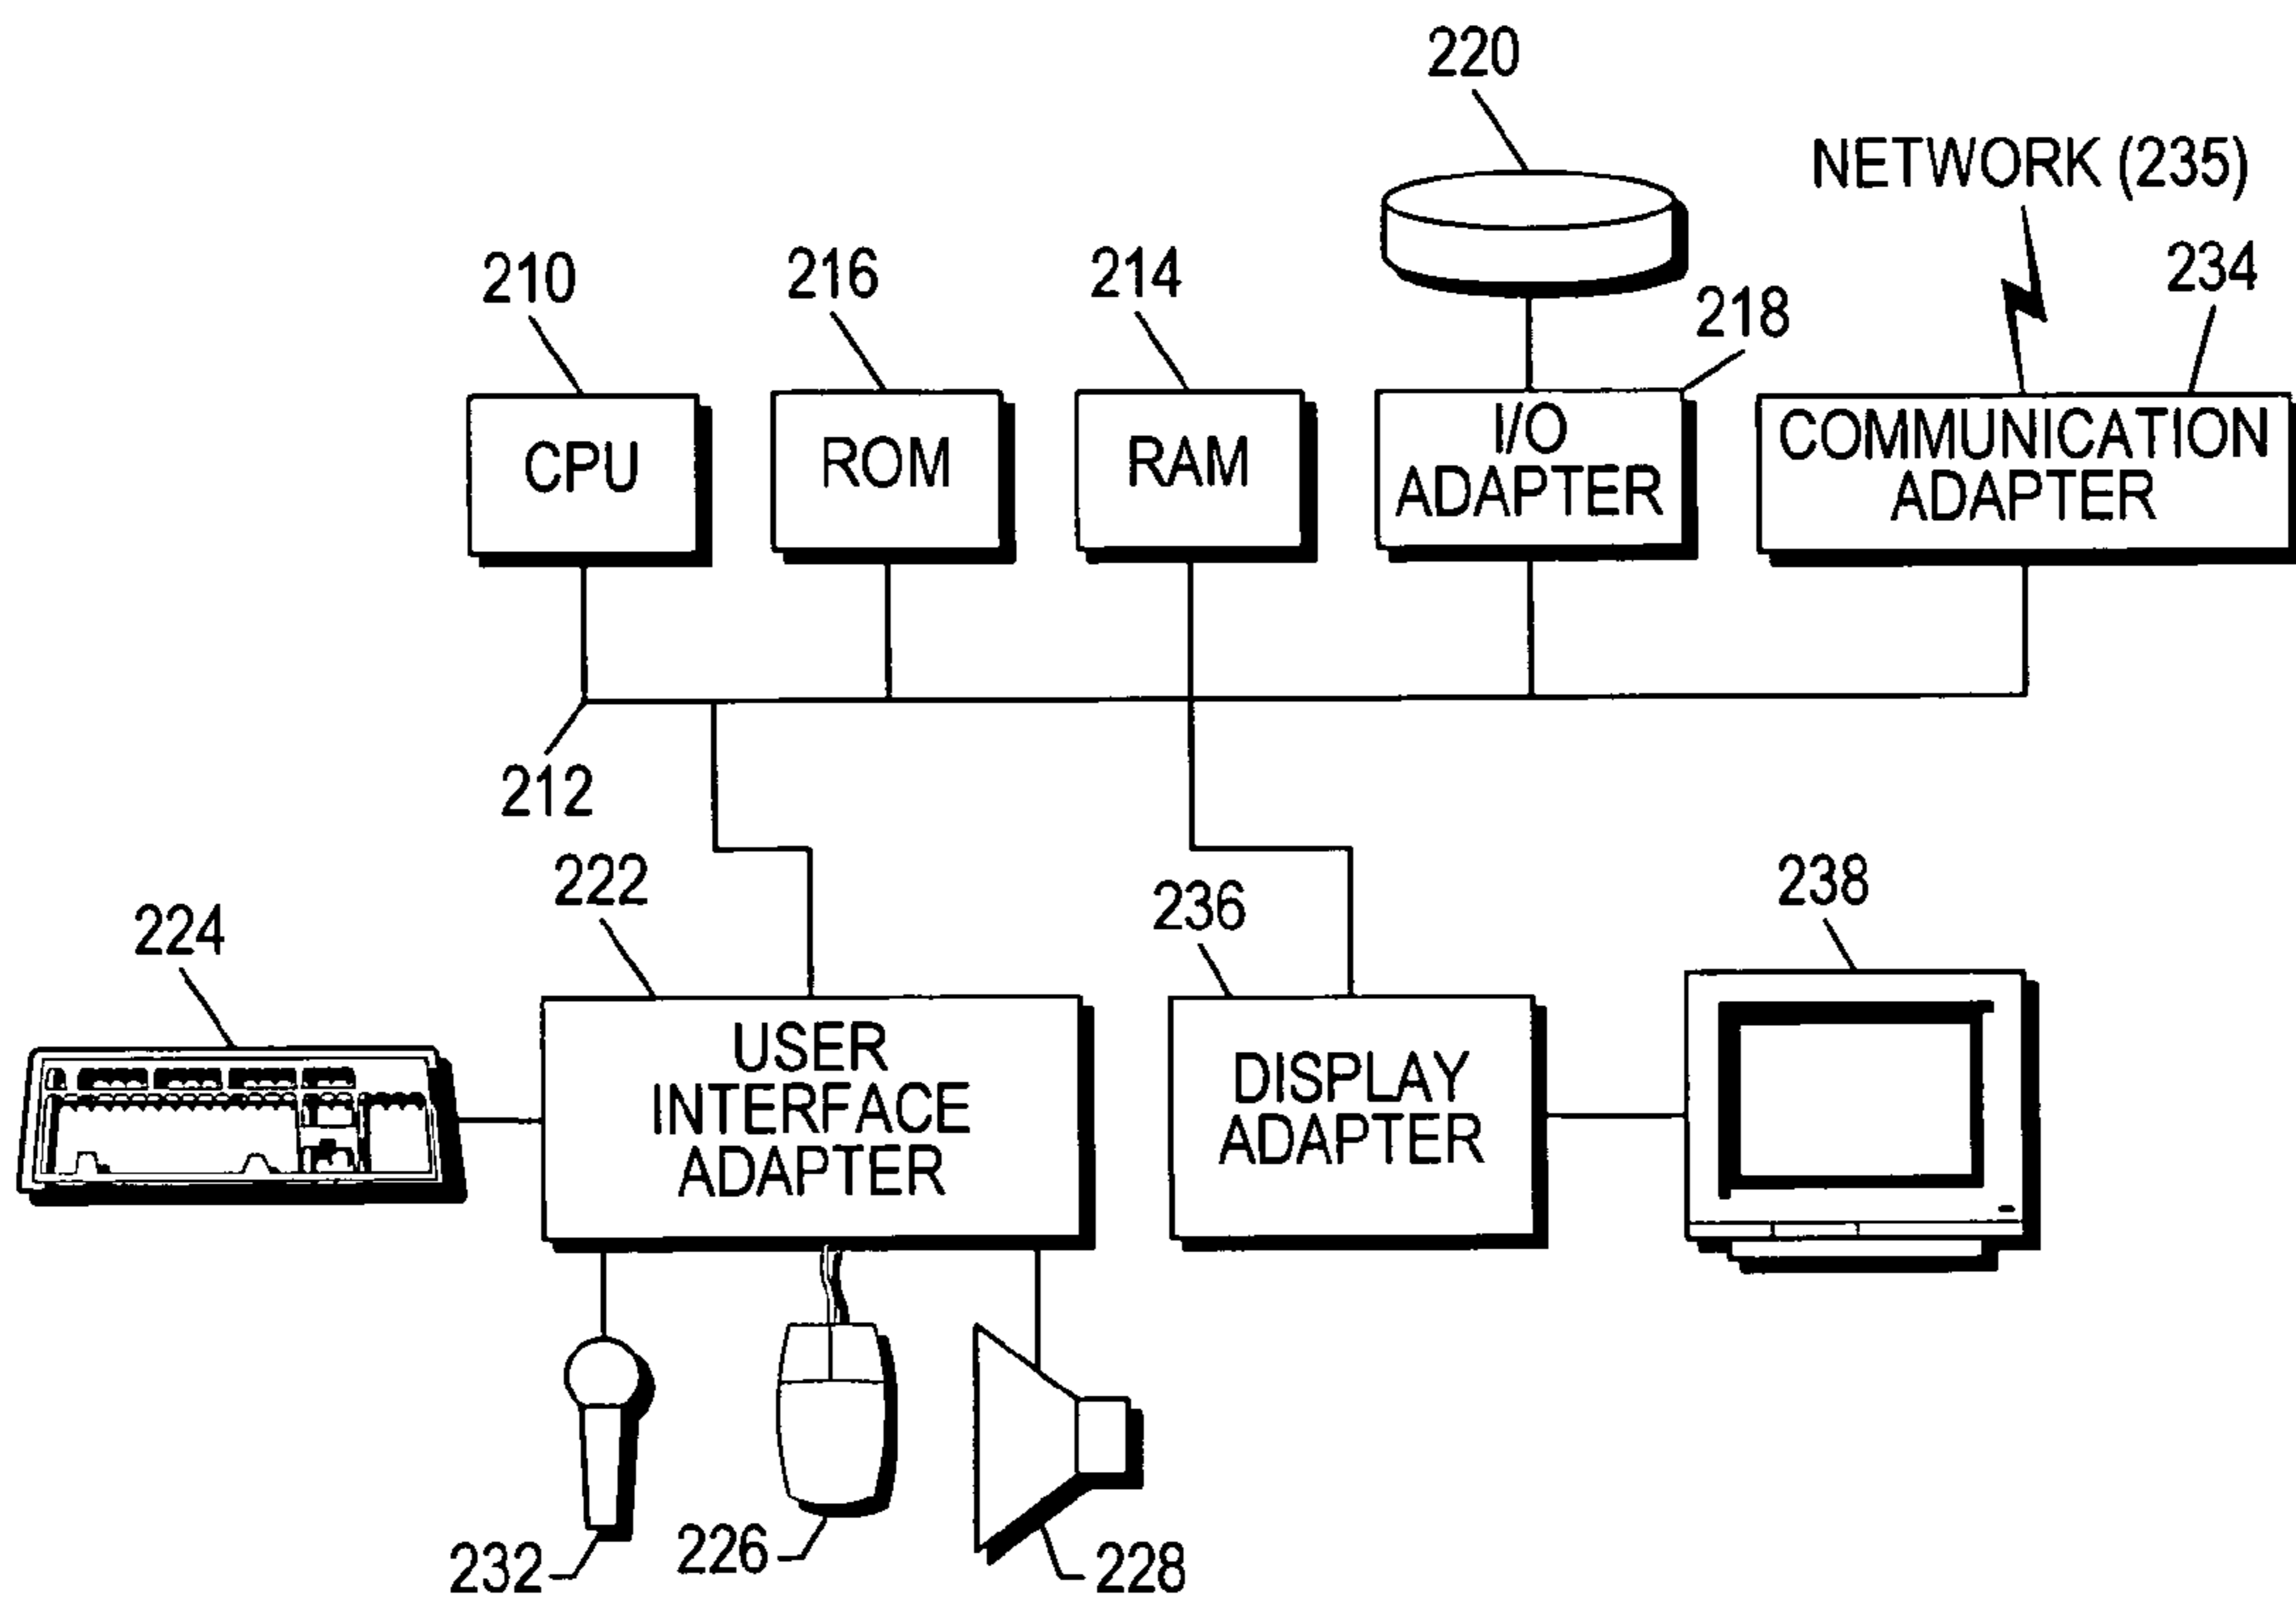 220
NETWORK (235)
210
216
214
218
234
CPU
ROM
RAM
I/O
ADAPTER
COMMUNICATION
ADAPTER
212
222
236
238
224
USER
INTERFACE
ADAPTER
DISPLAY
ADAPTER
232
226
228